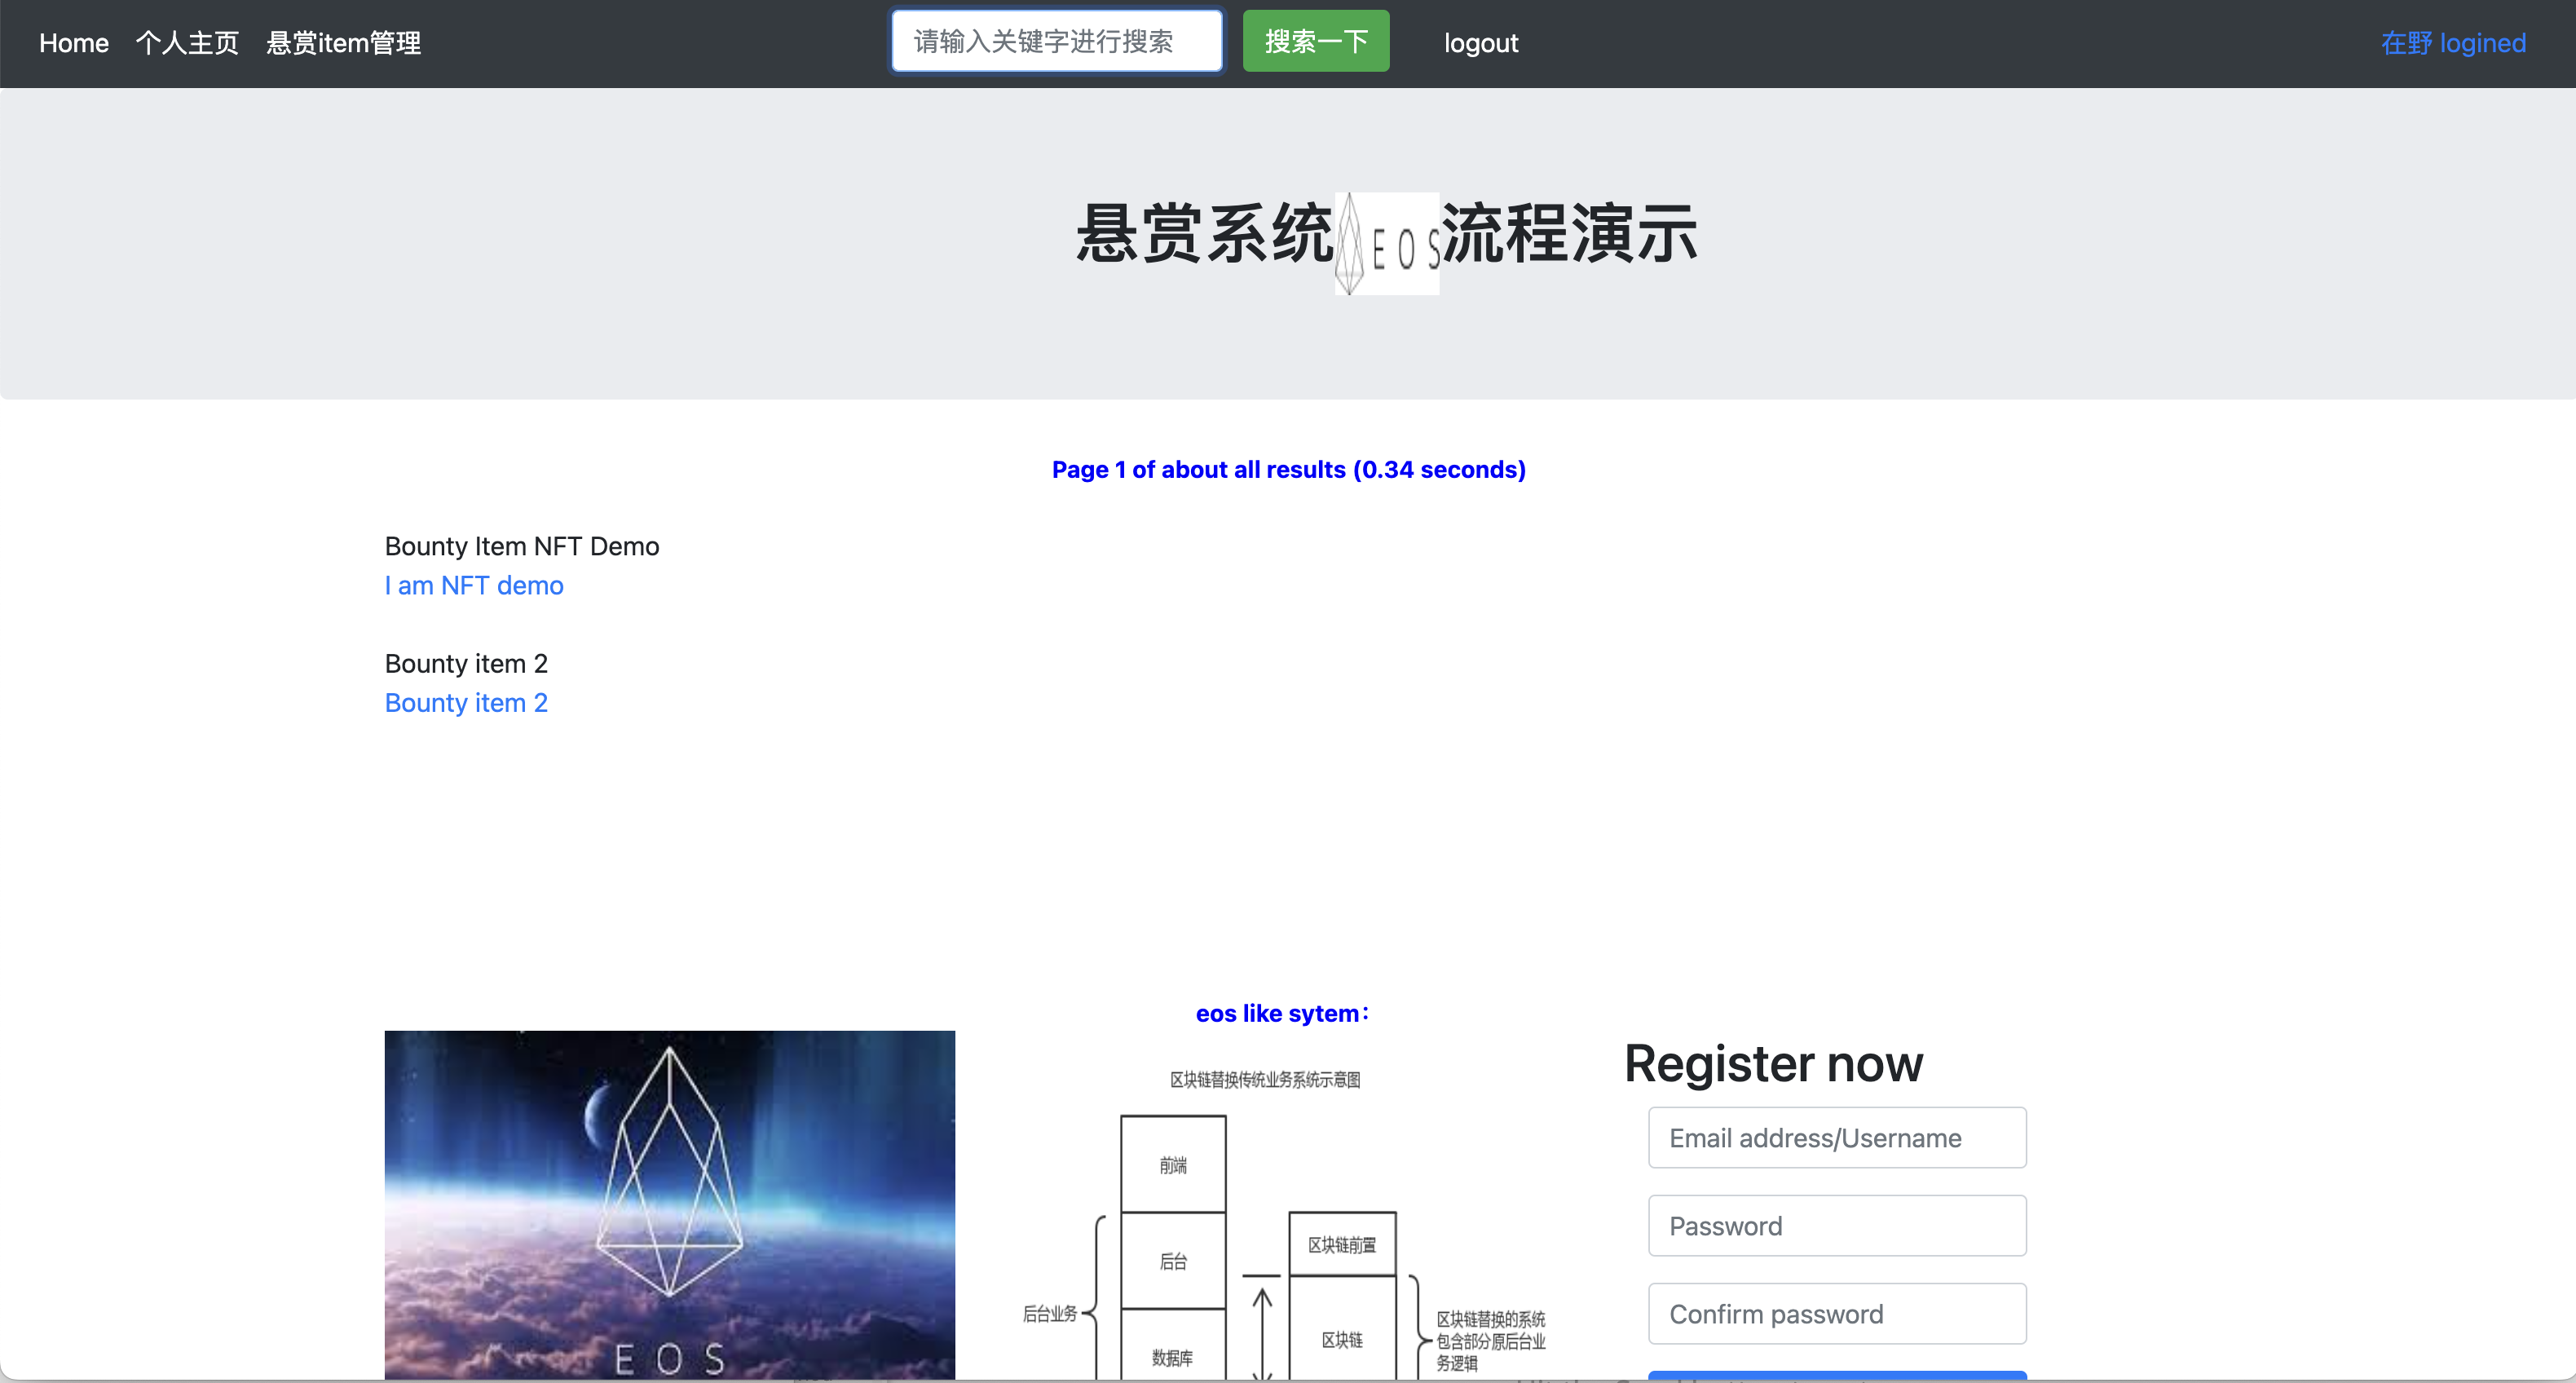 Home 个人主页 悬赏item管理 请输入关键字进行搜索 搜索一下 logout 在野 logined
悬赏系统 EOS 流程演示
Page 1 of about all results (0.34 seconds)
Bounty Item NFT Demo
I am NFT demo
Bounty item 2
Bounty item 2
eos like sytem：
EOS
区块链替换传统业务系统示意图
前端
后台
后台业务
数据库
区块链前置
区块链
区块链替换的系统
包含部分原后台业
务逻辑
Register now
Email address/Username
Password
Confirm password